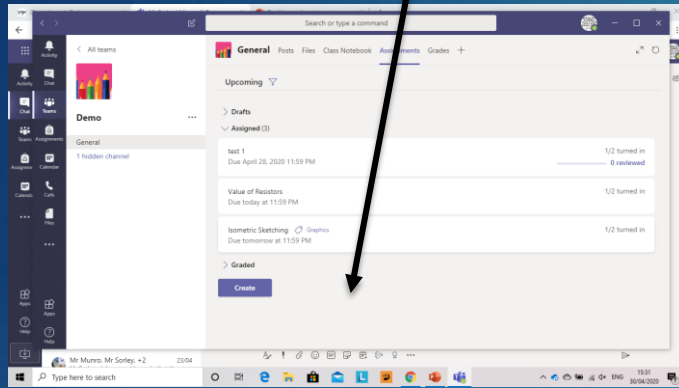 Search or type a command
All teams
General Posts Files Class Notebook Assignments Grades +
Activity
Chat
Teams
Assignments
Calendar
Calls
Files
Apps
Help
Activity
Chat
Teams
Apps
Help
Demo
General
1 hidden channel
Upcoming
Drafts
Assigned (3)
test 1
Due April 28, 2020 11:59 PM
1/2 turned in
0 reviewed
Value of Resistors
Due today at 11:59 PM
1/2 turned in
Isometric Sketching Graphics
Due tomorrow at 11:59 PM
1/2 turned in
Graded
Create
Mr Munro, Mr Sorley, +2 23/04
Type here to search
ENG
30/04/2020